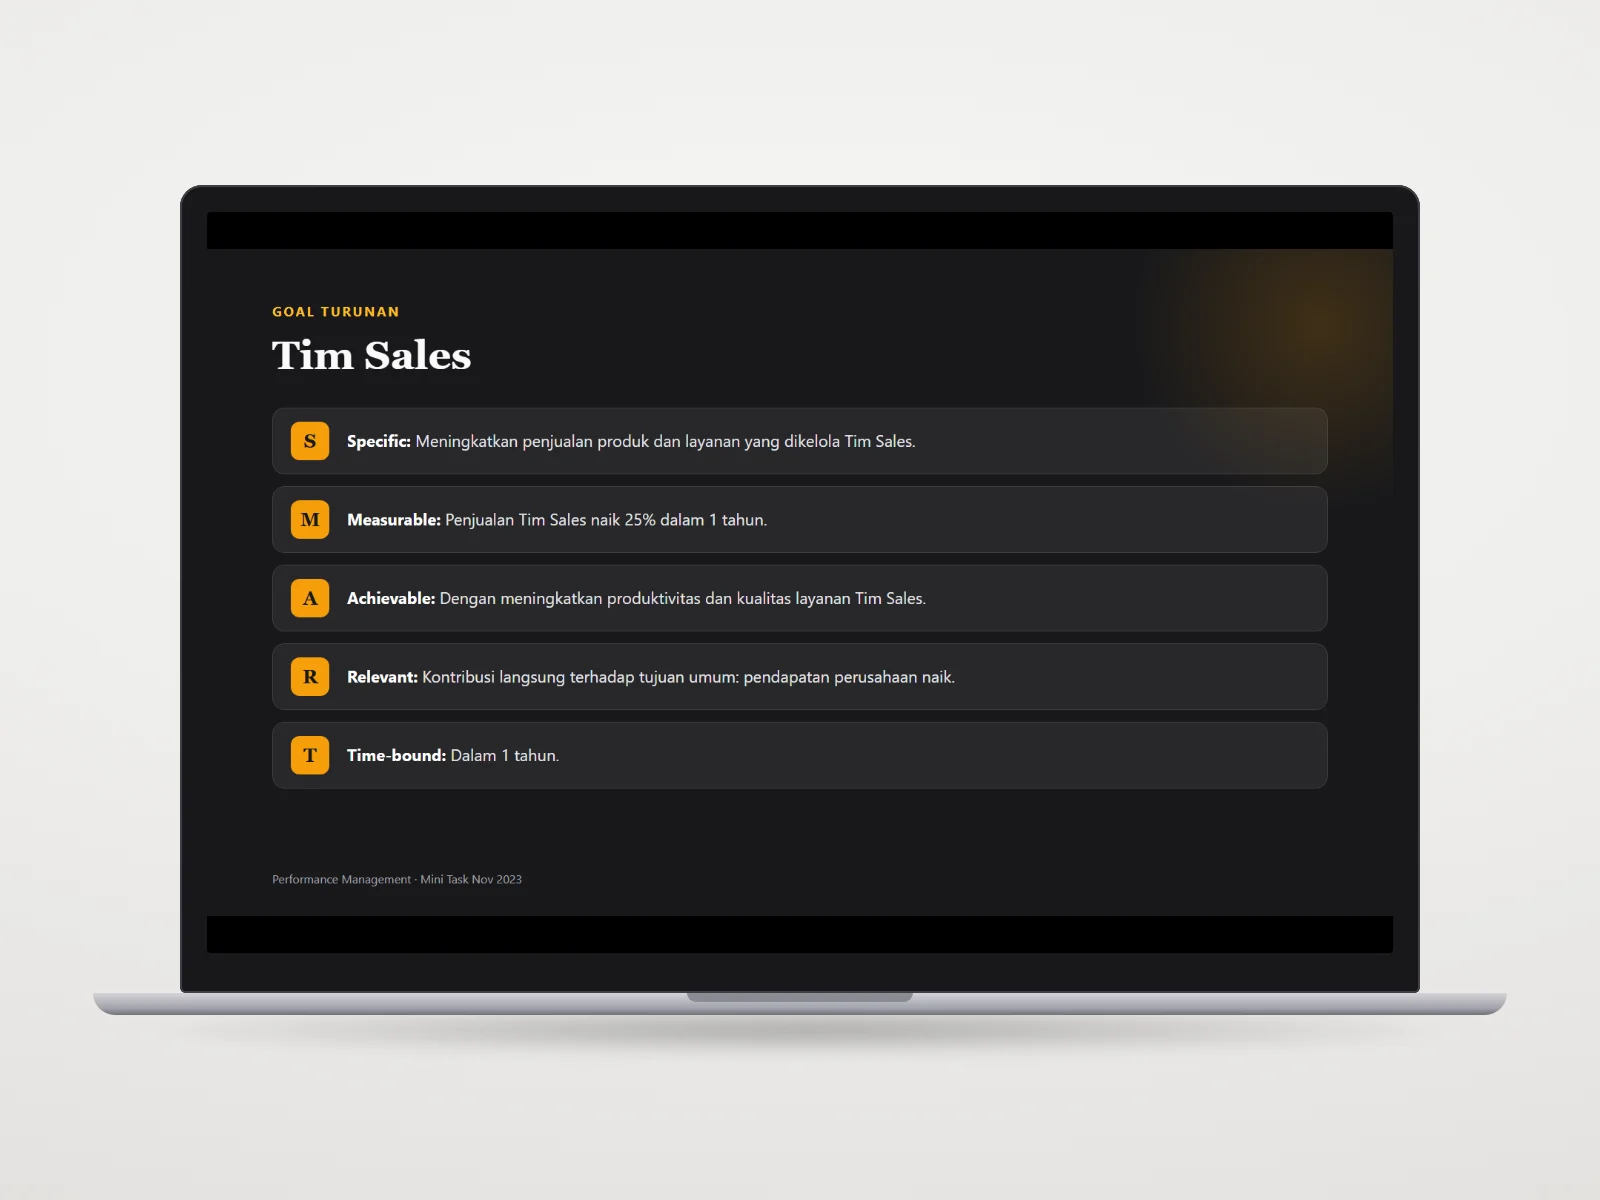 GOAL TURUNAN
Tim Sales
S Specific: Meningkatkan penjualan produk dan layanan yang dikelola Tim Sales.
M Measurable: Penjualan Tim Sales naik 25% dalam 1 tahun.
A Achievable: Dengan meningkatkan produktivitas dan kualitas layanan Tim Sales.
R Relevant: Kontribusi langsung terhadap tujuan umum: pendapatan perusahaan naik.
T Time-bound: Dalam 1 tahun.
Performance Management · Mini Task Nov 2023